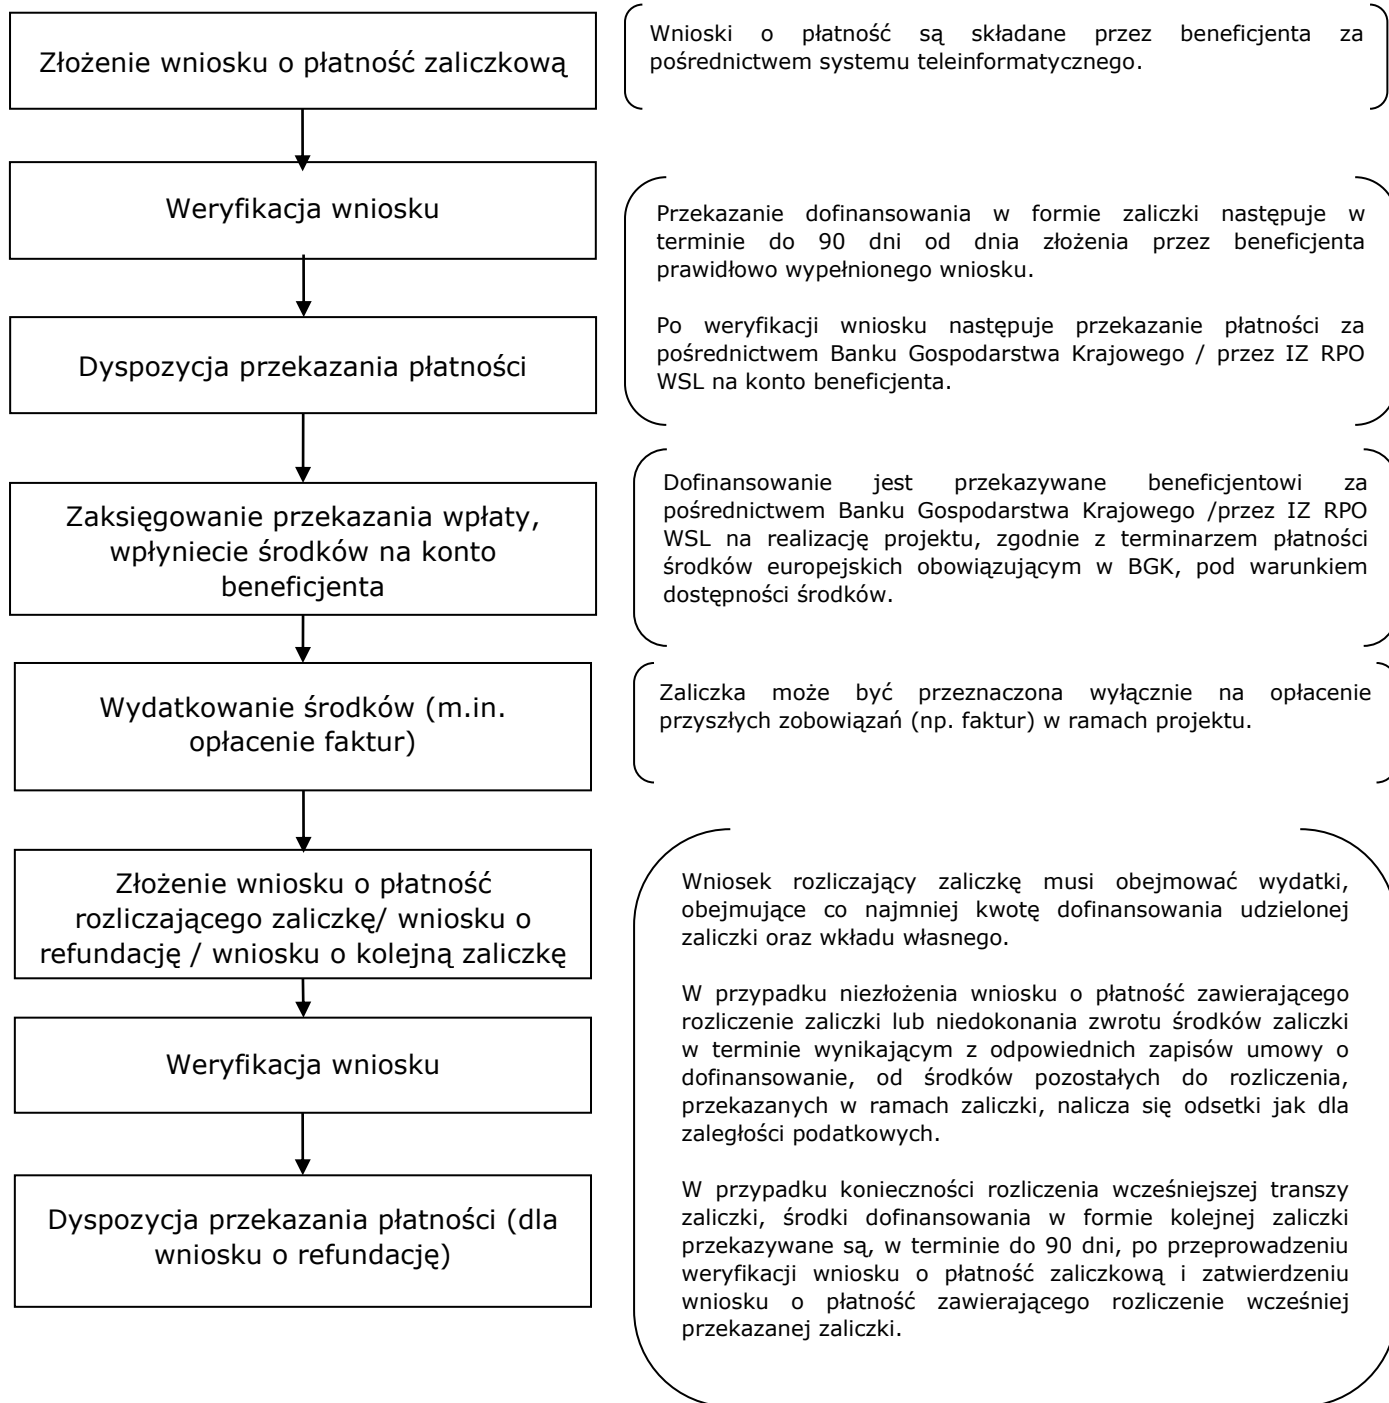 Złożenie wniosku o płatność zaliczkową
Wnioski o płatność są składane przez beneficjenta za
pośrednictwem systemu teleinformatycznego.
Weryfikacja wniosku
Przekazanie dofinansowania w formie zaliczki następuje w
terminie do 90 dni od dnia złożenia przez beneficjenta
prawidłowo wypełnionego wniosku.
Po weryfikacji wniosku następuje przekazanie płatności za
pośrednictwem Banku Gospodarstwa Krajowego / przez IZ RPO
WSL na konto beneficjenta.
Dyspozycja przekazania płatności
Zaksięgowanie przekazania wpłaty,
wpłyniecie środków na konto
beneficjenta
Dofinansowanie jest przekazywane beneficjentowi za
pośrednictwem Banku Gospodarstwa Krajowego /przez IZ RPO
WSL na realizację projektu, zgodnie z terminarzem płatności
środków europejskich obowiązującym w BGK, pod warunkiem
dostępności środków.
Wydatkowanie środków (m.in.
opłacenie faktur)
Zaliczka może być przeznaczona wyłącznie na opłacenie
przyszłych zobowiązań (np. faktur) w ramach projektu.
Złożenie wniosku o płatność
rozliczającego zaliczkę/ wniosku o
refundację / wniosku o kolejną zaliczkę
Wniosek rozliczający zaliczkę musi obejmować wydatki,
obejmujące co najmniej kwotę dofinansowania udzielonej
zaliczki oraz wkładu własnego.
W przypadku niezłożenia wniosku o płatność zawierającego
rozliczenie zaliczki lub niedokonania zwrotu środków zaliczki
w terminie wynikającym z odpowiednich zapisów umowy o
dofinansowanie, od środków pozostałych do rozliczenia,
przekazanych w ramach zaliczki, nalicza się odsetki jak dla
zaległości podatkowych.
W przypadku konieczności rozliczenia wcześniejszej transzy
zaliczki, środki dofinansowania w formie kolejnej zaliczki
przekazywane są, w terminie do 90 dni, po przeprowadzeniu
weryfikacji wniosku o płatność zaliczkową i zatwierdzeniu
wniosku o płatność zawierającego rozliczenie wcześniej
przekazanej zaliczki.
Weryfikacja wniosku
Dyspozycja przekazania płatności (dla
wniosku o refundację)